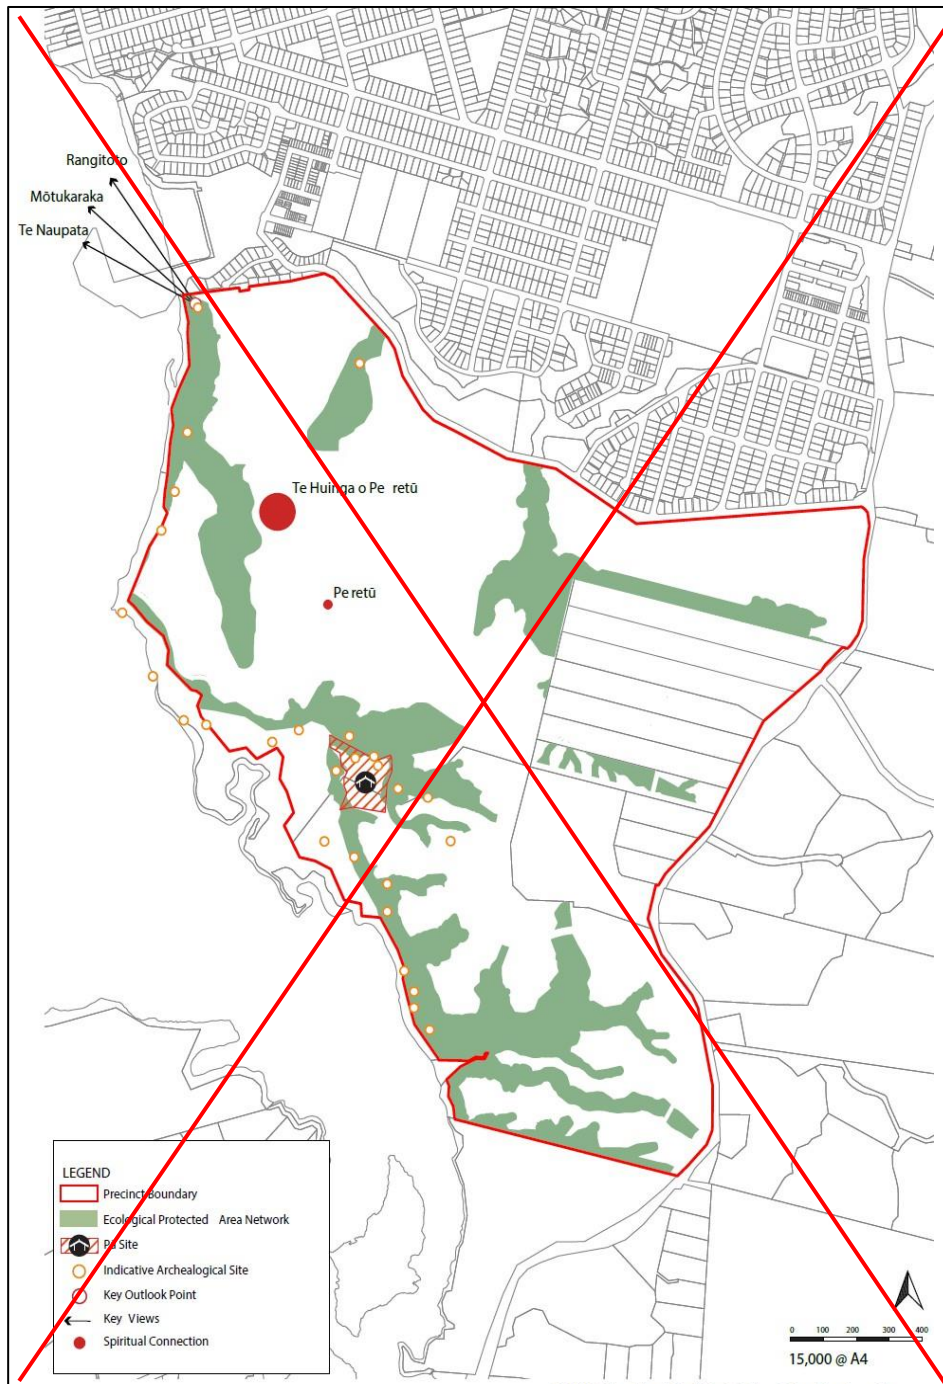 Rangitoto
Mōtukaraka
Te Naupata
Te Huinga o Pe retū
Pe retū
LEGEND
Precinct Boundary
Ecological Protected Area Network
Pā Site
Indicative Archealogical Site
Key Outlook Point
Key Views
Spiritual Connection
0 100 200 300 400
15,000 @ A4